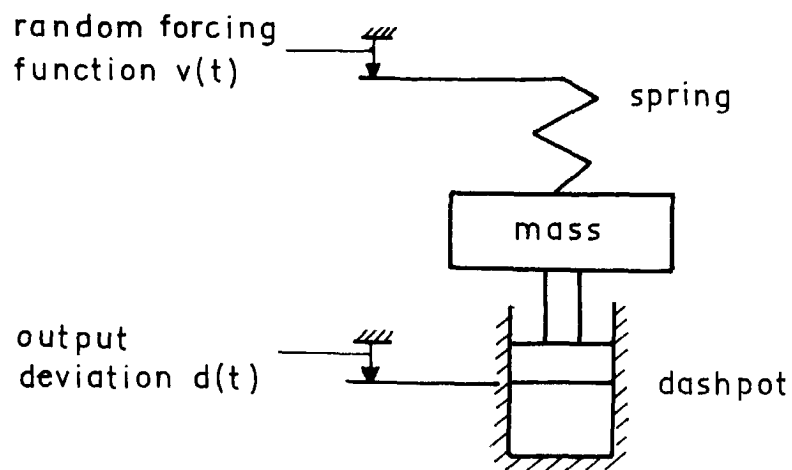 random forcing
function v(t)
spring
mass
output
deviation d(t)
dashpot